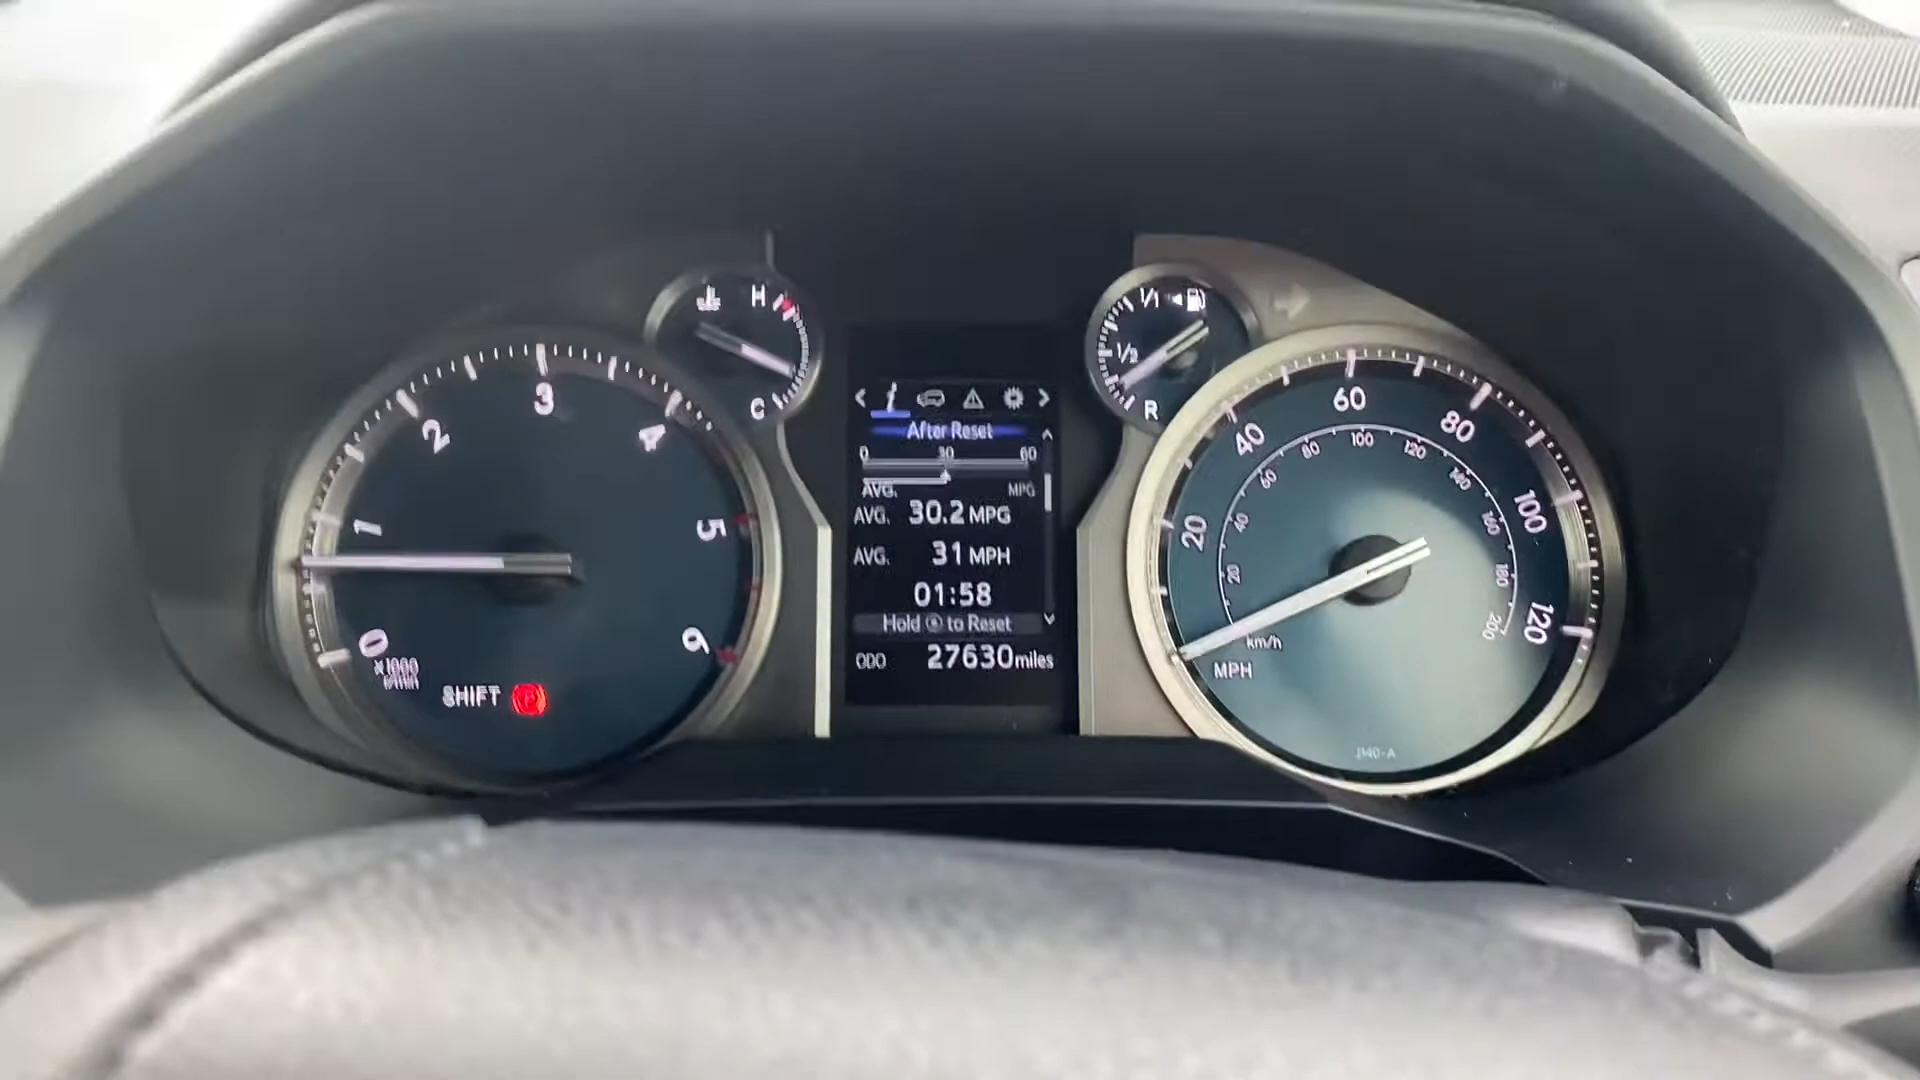 H
C
1/1
1/2
R
0 1 2 3 4 5 6
x1000
r/min
SHIFT
After Reset
0 30 60
AVG. MPG
AVG. 30.2 MPG
AVG. 31 MPH
01:58
Hold to Reset
ODO 27630 miles
20 40 60 80 100 120
20 40 60 80 100 120 140 160 180 200
km/h
MPH
J140-A